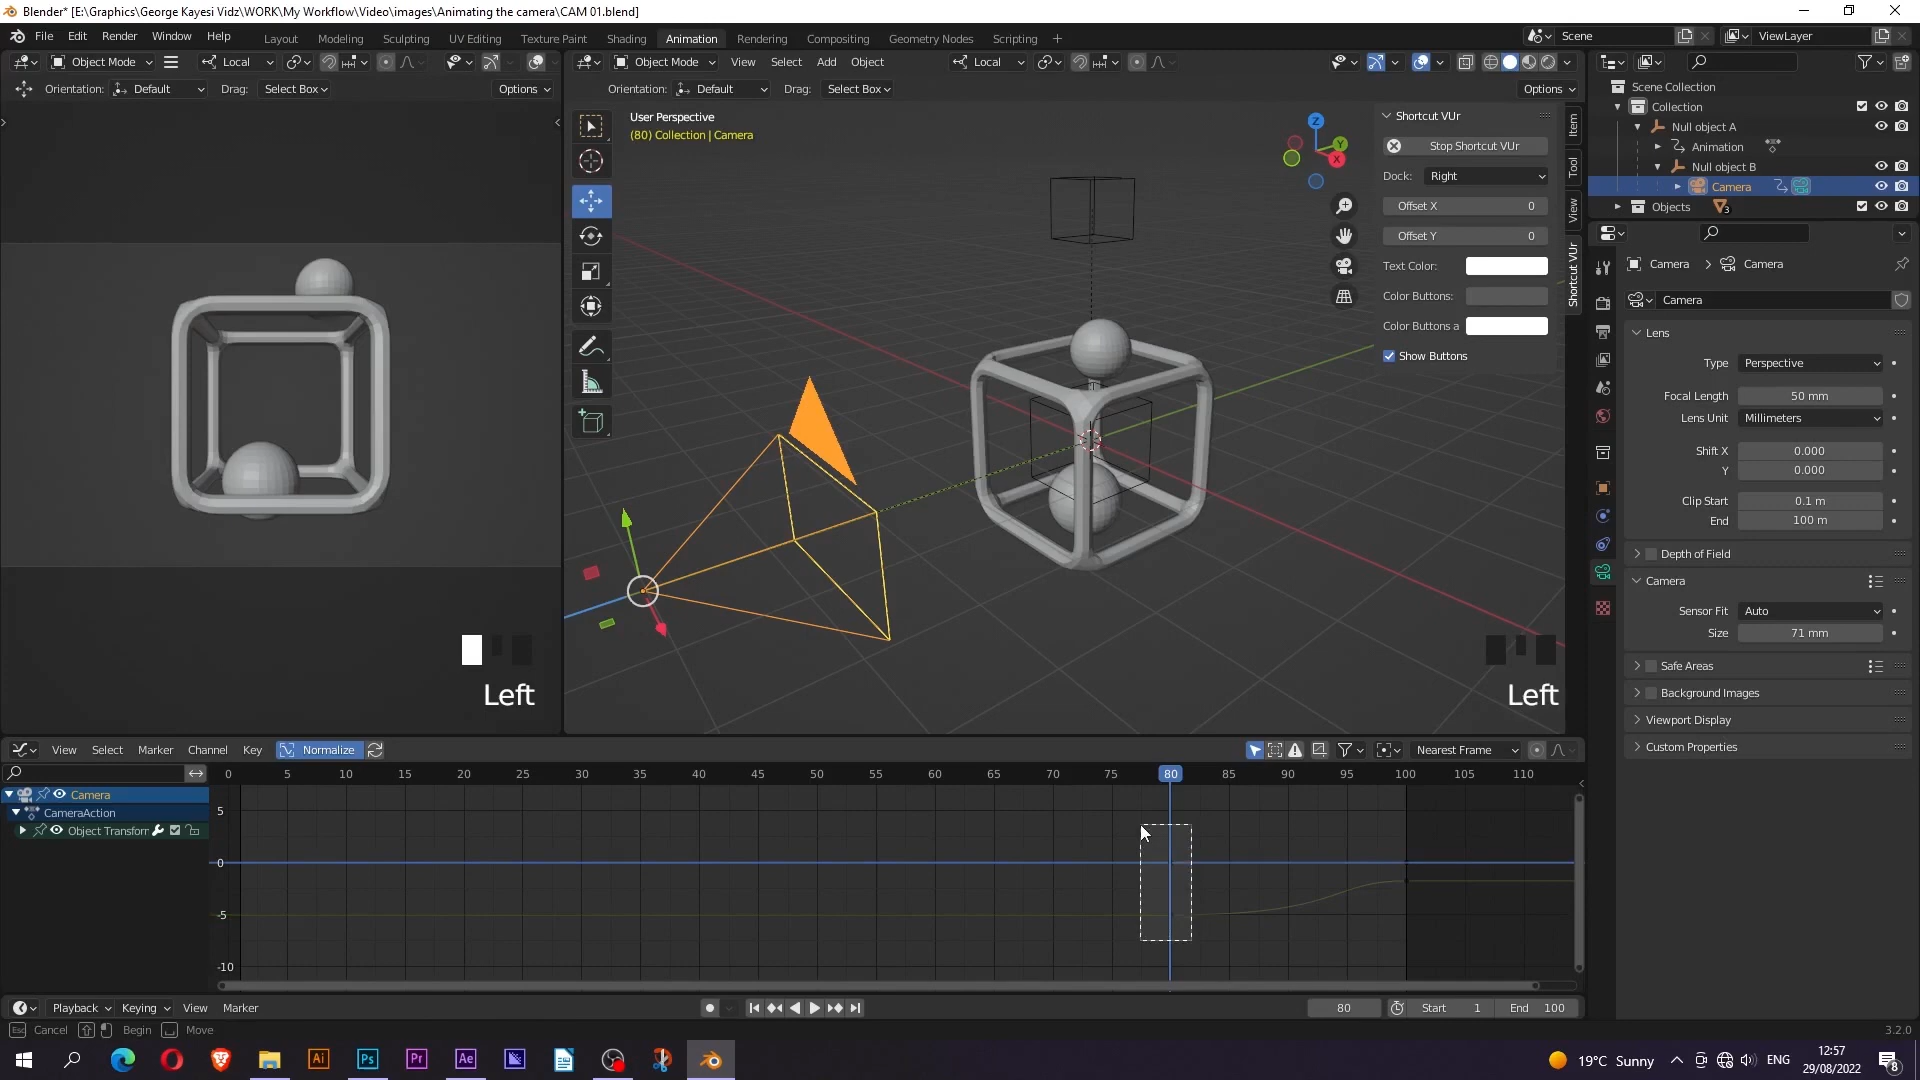 Blender* [E:\Graphics\George Kayesi Vidz\WORK\My Workflow\Video\images\Animating the camera\CAM 01.blend]
File Edit Render Window Help Layout Modeling Sculpting UV Editing Texture Paint Shading Animation Rendering Compositing Geometry Nodes Scripting + Scene ViewLayer
Object Mode Local Object Mode View Select Add Object Local
Orientation: Default Drag: Select Box Options Orientation: Default Drag: Select Box Options
User Perspective
(80) Collection | Camera
Z
Y
X
Shortcut VUr
Stop Shortcut VUr
Dock: Right
Offset X 0
Offset Y 0
Text Color:
Color Buttons:
Color Buttons a
Show Buttons
Item
Tool
View
Shortcut VUr
Scene Collection
Collection
Null object A
Animation
Null object B
Camera
Objects 3
Camera > Camera
Camera
Lens
Type Perspective
Focal Length 50 mm
Lens Unit Millimeters
Shift X 0.000
Y 0.000
Clip Start 0.1 m
End 100 m
Depth of Field
Camera
Sensor Fit Auto
Size 71 mm
Safe Areas
Background Images
Viewport Display
Custom Properties
Left
Left
View Select Marker Channel Key Normalize Nearest Frame
0 5 10 15 20 25 30 35 40 45 50 55 60 65 70 75 80 85 90 95 100 105 110
Camera
CameraAction
Object Transforr
5
0
-5
-10
Playback Keying View Marker 80 Start 1 End 100
Esc Cancel Begin Move 3.2.0
Ai Ps Pr Ae 19°C Sunny ENG 12:57
29/08/2022
8